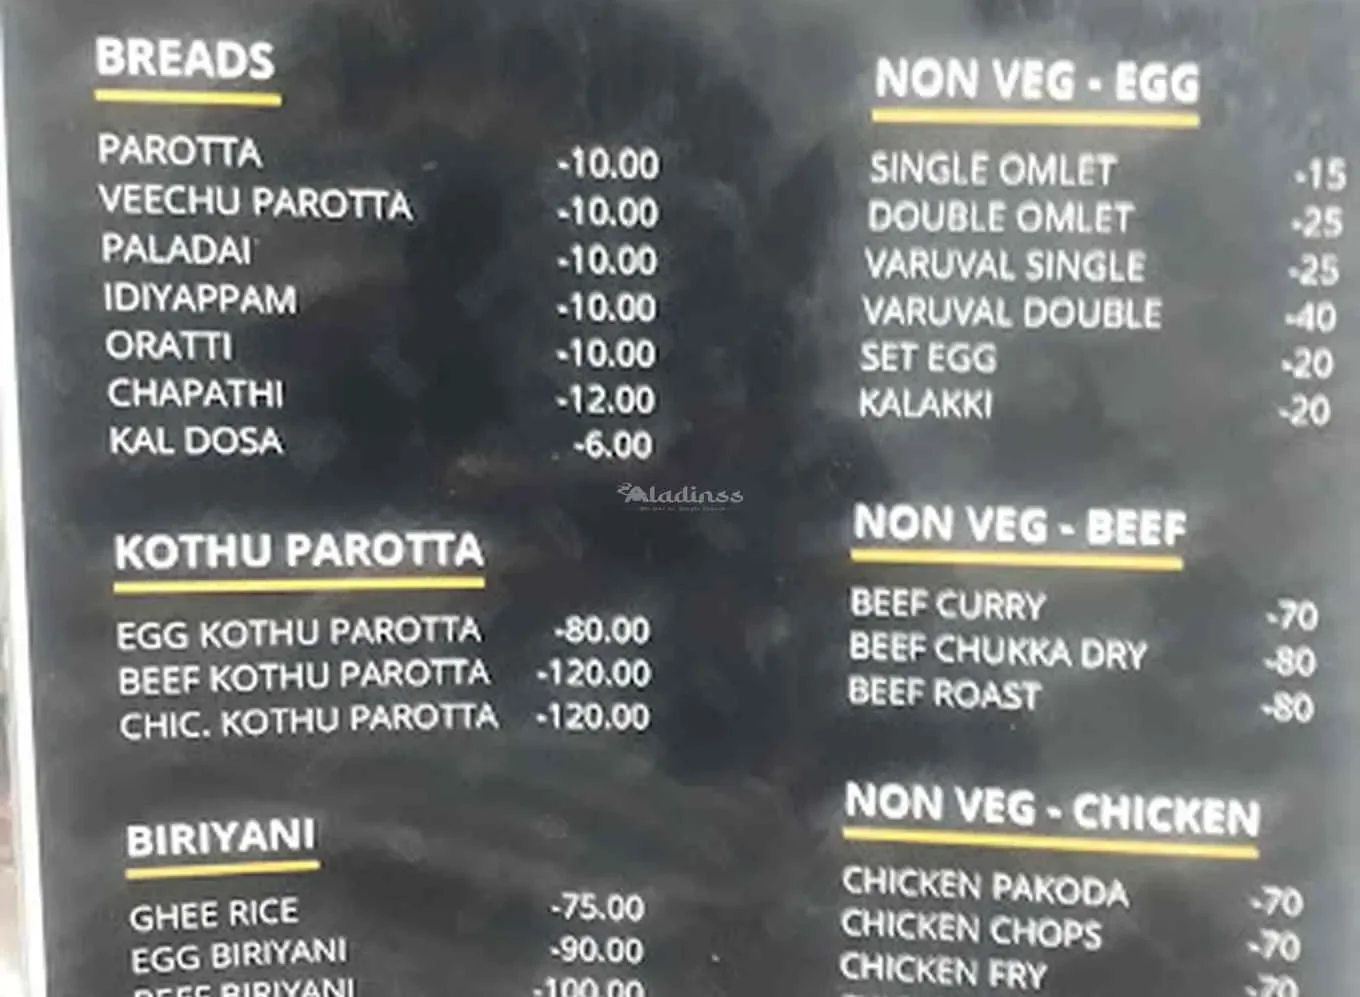 BREADS
PAROTTA -10.00
VEECHU PAROTTA -10.00
PALADAI -10.00
IDIYAPPAM -10.00
ORATTI -10.00
CHAPATHI -12.00
KAL DOSA -6.00
KOTHU PAROTTA
EGG KOTHU PAROTTA -80.00
BEEF KOTHU PAROTTA -120.00
CHIC. KOTHU PAROTTA -120.00
BIRIYANI
GHEE RICE -75.00
EGG BIRIYANI -90.00
BEEF BIRIYANI -100.00
NON VEG - EGG
SINGLE OMLET -15
DOUBLE OMLET -25
VARUVAL SINGLE -25
VARUVAL DOUBLE -40
SET EGG -20
KALAKKI -20
NON VEG - BEEF
BEEF CURRY -70
BEEF CHUKKA DRY -80
BEEF ROAST -80
NON VEG - CHICKEN
CHICKEN PAKODA -70
CHICKEN CHOPS -70
CHICKEN FRY -70
Aladinss